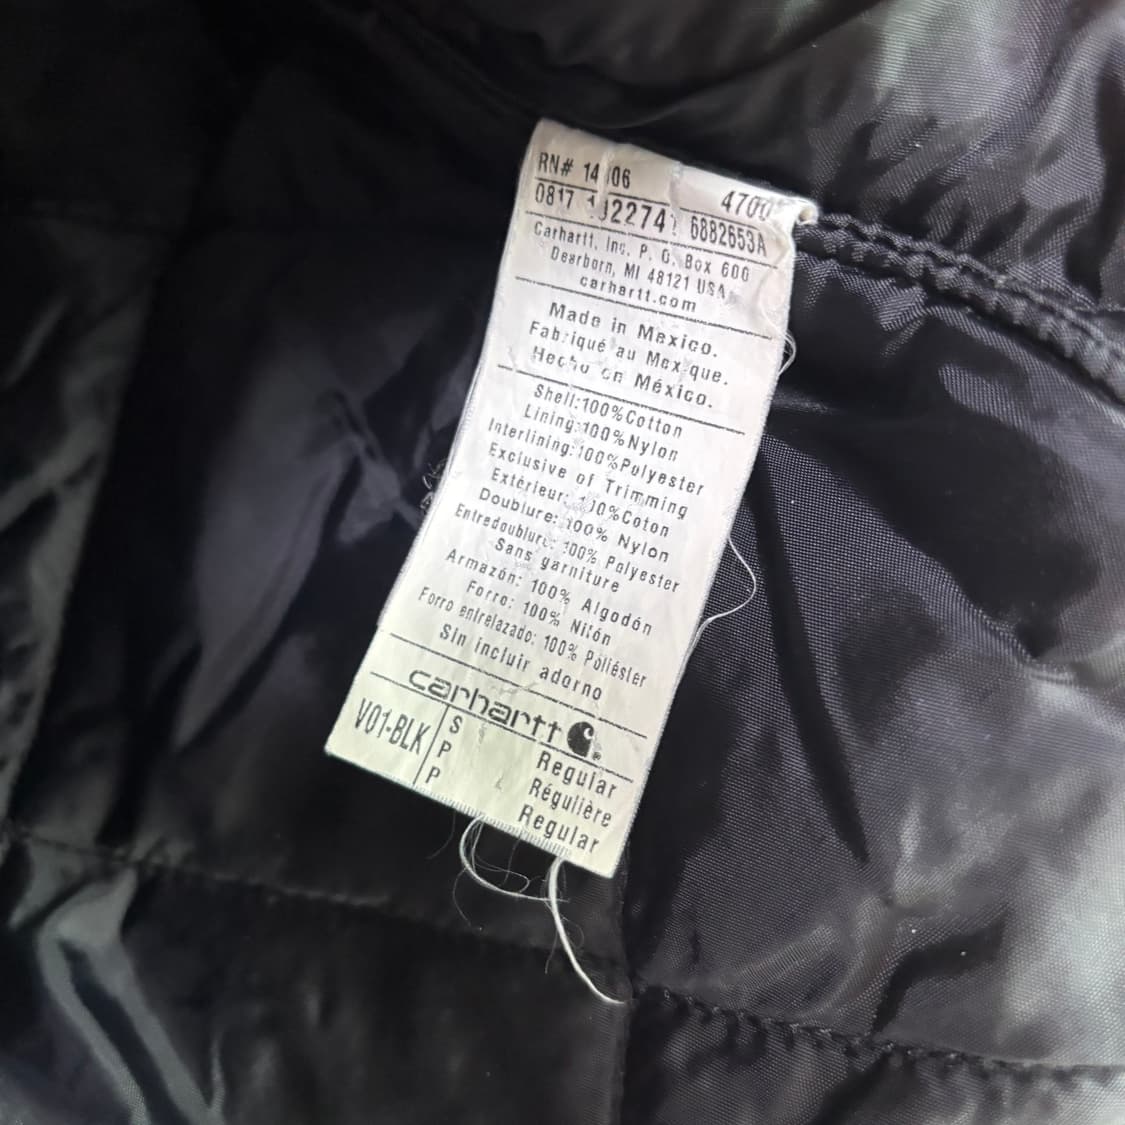 RN# 14806
0817 6882653A
Carhartt, Inc. P. O. Box 600
Dearborn, MI 48121 USA
carhartt.com
Made in Mexico.
Fabriqué au Mexique.
Hecho en México.
Shell:100%Cotton
Lining:100%Nylon
Interlining:100%Polyester
Exclusive of Trimming
Extérieur: 100%Coton
Doublure: 100% Nylon
Entredoublure: 100% Polyester
Sans garniture
Armazón: 100% Algodón
Forro: 100% Nilón
Forro entrelazado: 100% Poliéster
Sin incluir adorno
carhartt
V01-BLK
S Regular
P Régulière
P Regular